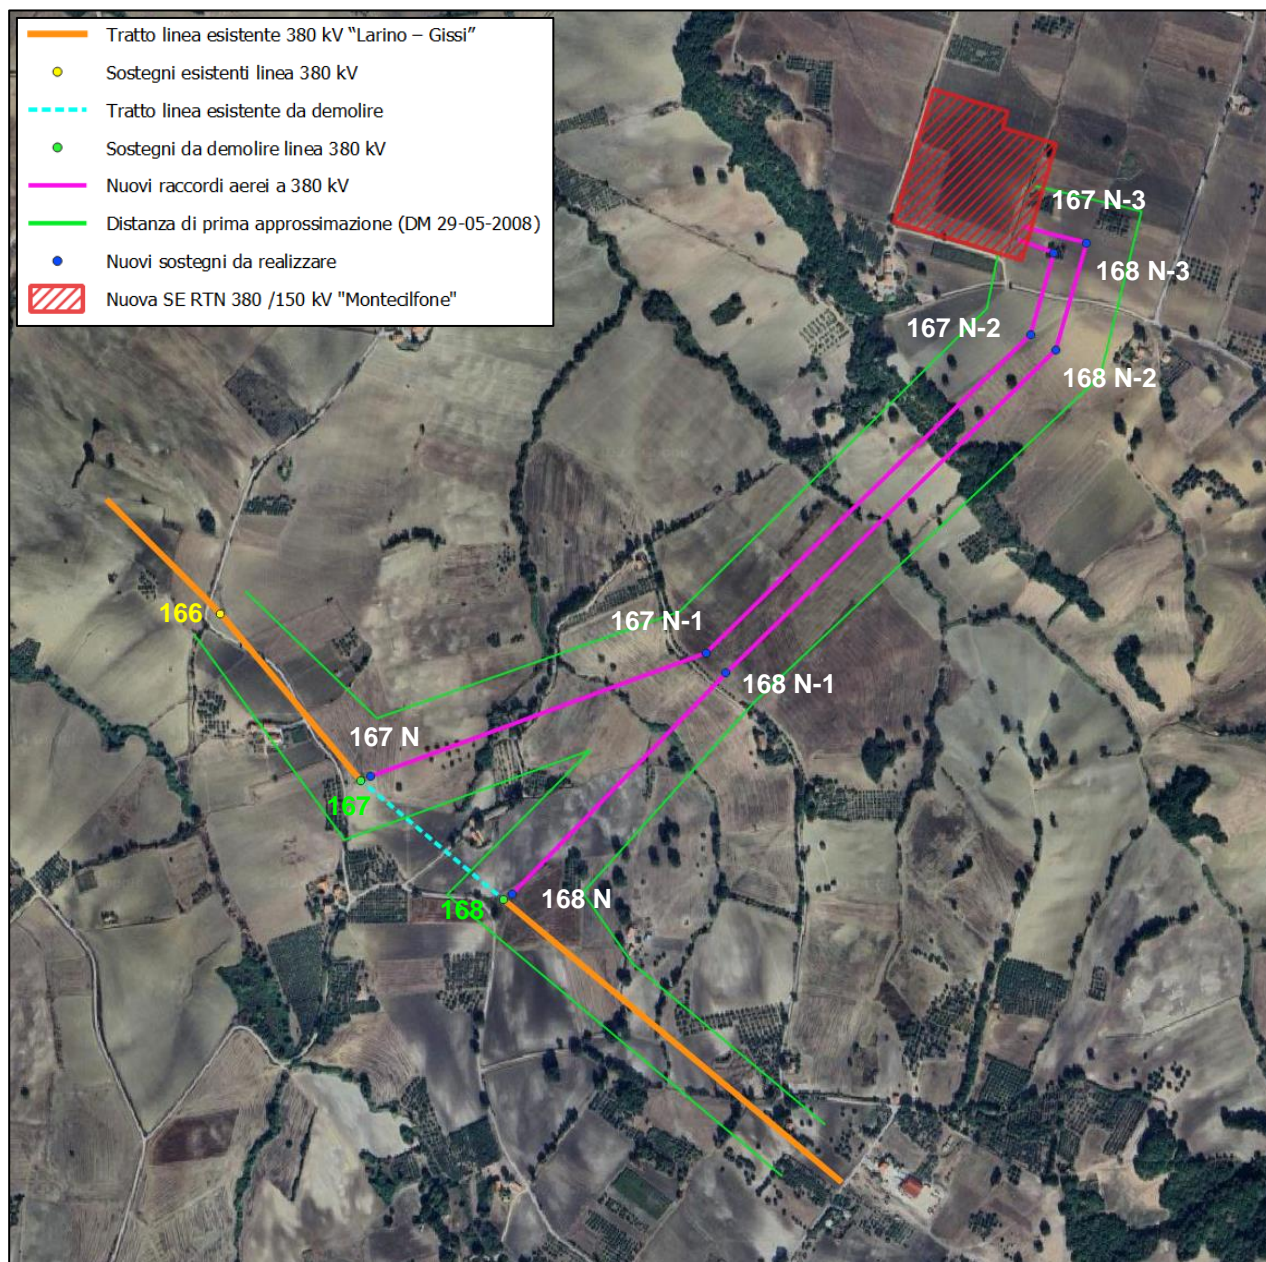 Tratto linea esistente 380 kV “Larino – Gissi”
Sostegni esistenti linea 380 kV
Tratto linea esistente da demolire
Sostegni da demolire linea 380 kV
Nuovi raccordi aerei a 380 kV
Distanza di prima approssimazione (DM 29-05-2008)
Nuovi sostegni da realizzare
Nuova SE RTN 380 /150 kV "Montecilfone"
167 N-3
168 N-3
167 N-2
168 N-2
166
167 N-1
168 N-1
167 N
167
168
168 N